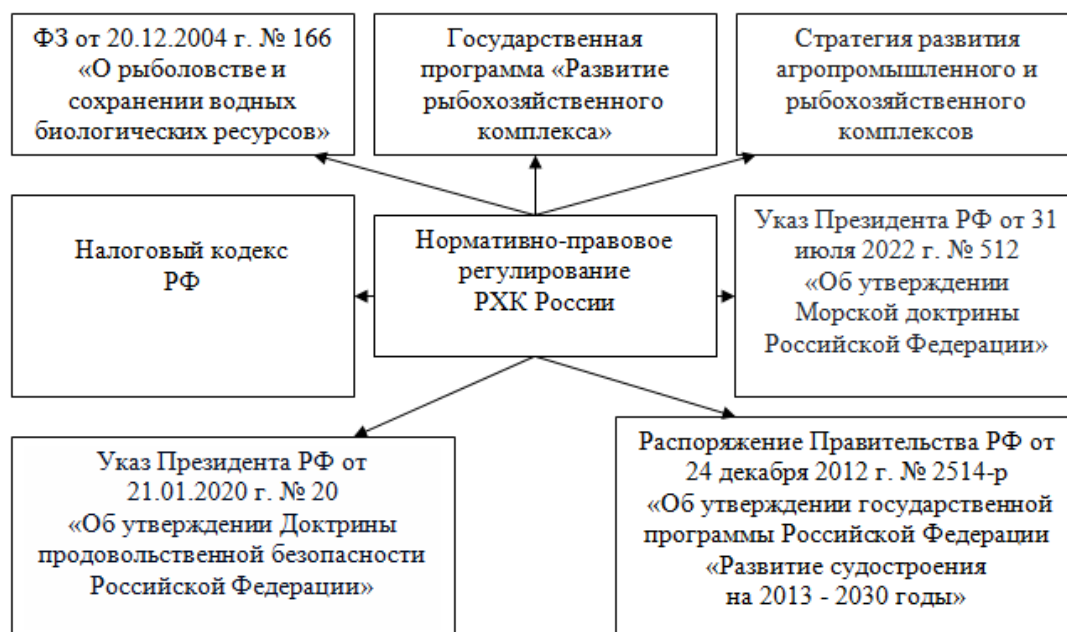 ФЗ от 20.12.2004 г. № 166
«О рыболовстве и
сохранении водных
биологических ресурсов»
Государственная
программа «Развитие
рыбохозяйственного
комплекса»
Стратегия развития
агропромышленного и
рыбохозяйственного
комплексов
Налоговый кодекс
РФ
Нормативно-правовое
регулирование
РХК России
Указ Президента РФ от 31
июля 2022 г. № 512
«Об утверждении
Морской доктрины
Российской Федерации»
Указ Президента РФ от
21.01.2020 г. № 20
«Об утверждении Доктрины
продовольственной безопасности
Российской Федерации»
Распоряжение Правительства РФ от
24 декабря 2012 г. № 2514-р
«Об утверждении государственной
программы Российской Федерации
«Развитие судостроения
на 2013 - 2030 годы»